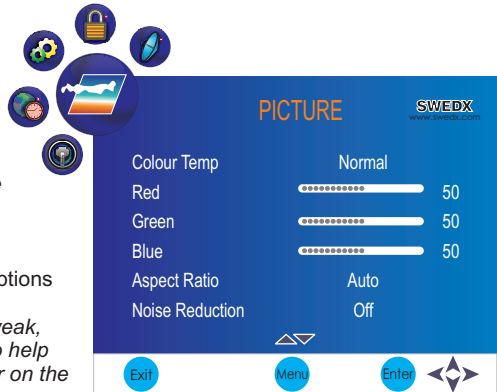 PICTURE
SWEDX
www.swedx.com
Colour Temp Normal
Red 50
Green 50
Blue 50
Aspect Ratio Auto
Noise Reduction Off
Exit Menu Enter
eak,
help
on the